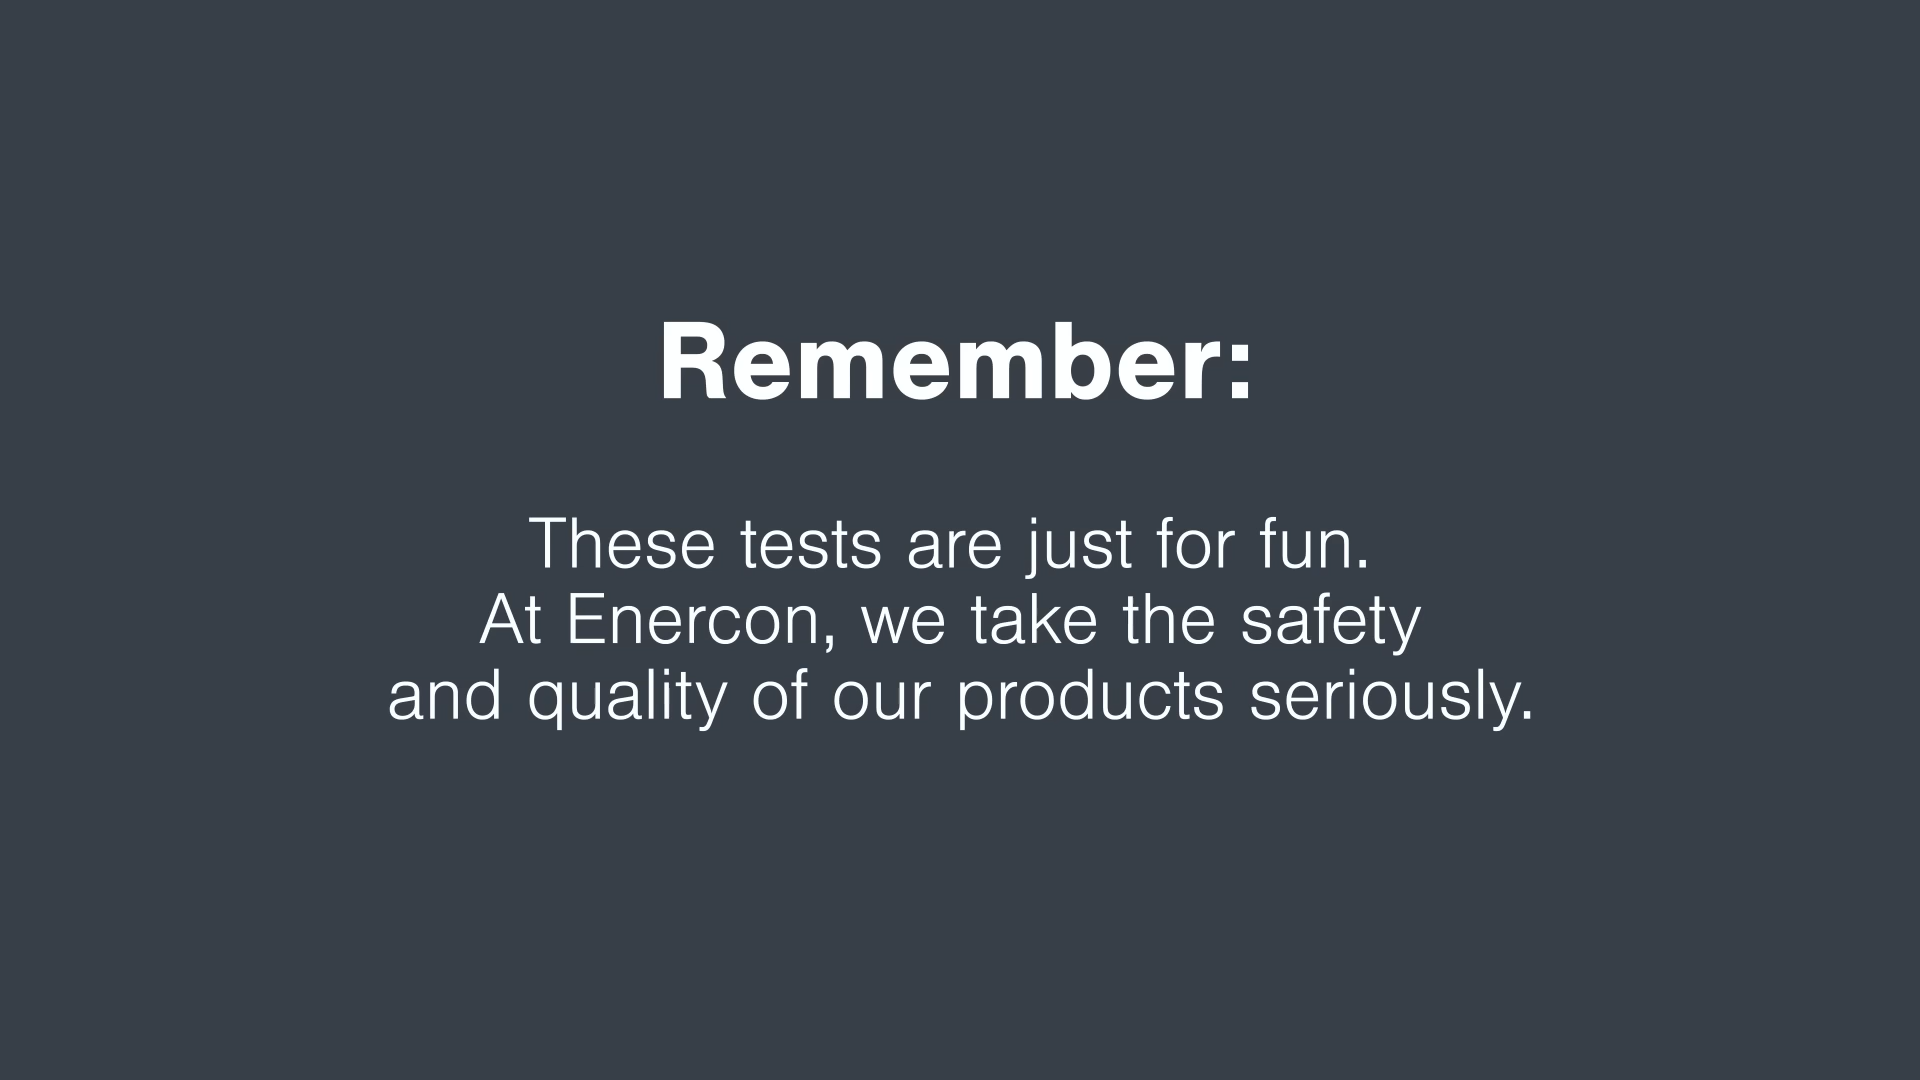 Remember:
These tests are just for fun.
At Enercon, we take the safety
and quality of our products seriously.